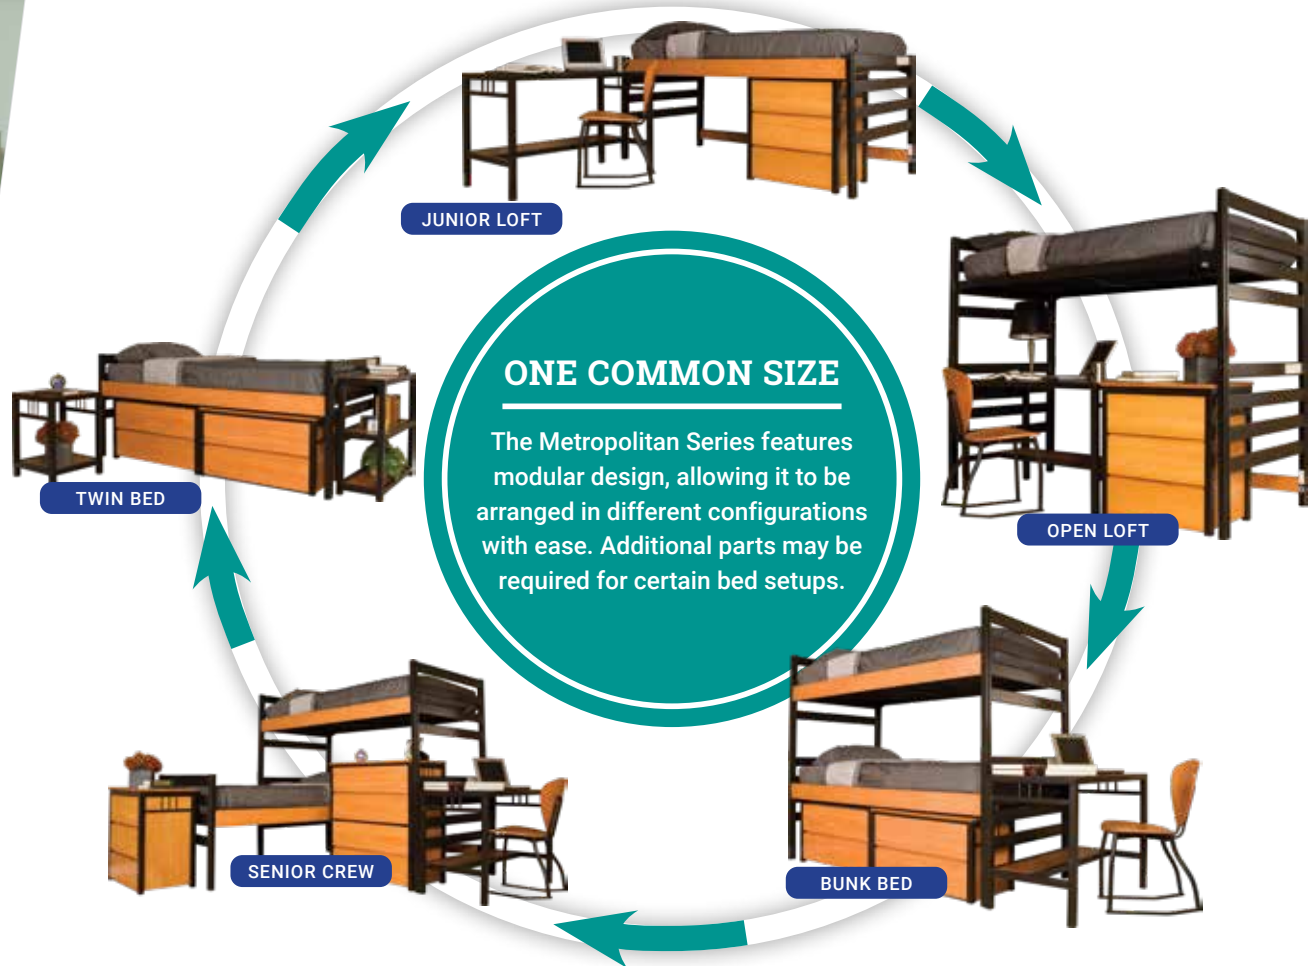 JUNIOR LOFT
ONE COMMON SIZE
The Metropolitan Series features
modular design, allowing it to be
arranged in different configurations
with ease. Additional parts may be
required for certain bed setups.
TWIN BED
OPEN LOFT
SENIOR CREW
BUNK BED